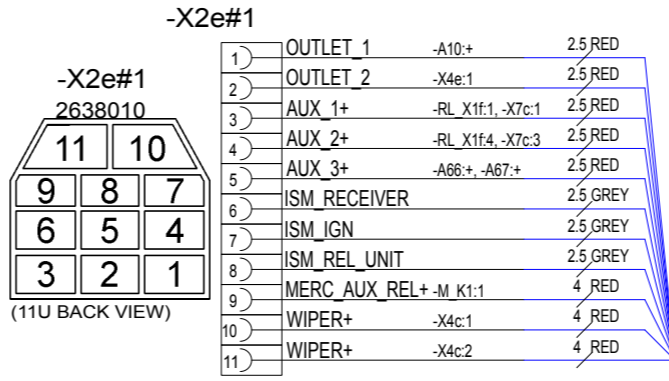 -X2e#1
-X2e#1
2638010
11 10
9 8 7
6 5 4
3 2 1
(11U BACK VIEW)
1 OUTLET_1 -A10:+ 2.5 RED
2 OUTLET_2 -X4e:1 2.5 RED
3 AUX_1+ -RL_X1f:1, -X7c:1 2.5 RED
4 AUX_2+ -RL_X1f:4, -X7c:3 2.5 RED
5 AUX_3+ -A66:+, -A67:+ 2.5 RED
6 ISM_RECEIVER 2.5 GREY
7 ISM_IGN 2.5 GREY
8 ISM_REL_UNIT 2.5 GREY
9 MERC_AUX_REL+ -M_K1:1 4 RED
10 WIPER+ -X4c:1 4 RED
11 WIPER+ -X4c:2 4 RED